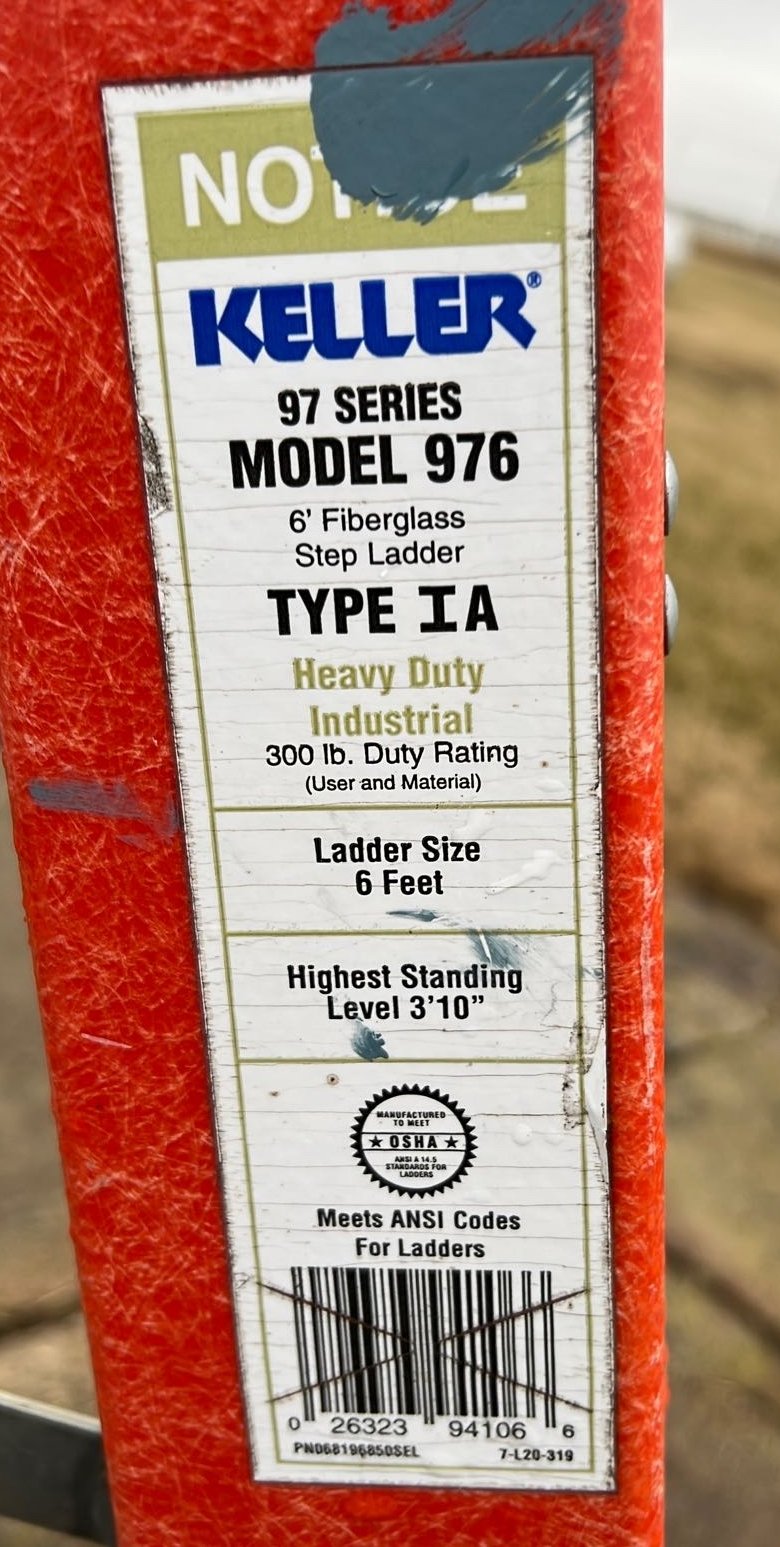 NOTICE
KELLER®
97 SERIES
MODEL 976
6' Fiberglass
Step Ladder
TYPE IA
Heavy Duty
Industrial
300 lb. Duty Rating
(User and Material)
Ladder Size
6 Feet
Highest Standing
Level 3'10"
MANUFACTURED
TO MEET
★ OSHA ★
ANSI A 14.5
STANDARDS FOR
LADDERS
Meets ANSI Codes
For Ladders
0 26323 94106 6
PN068196850SEL 7-L20-319